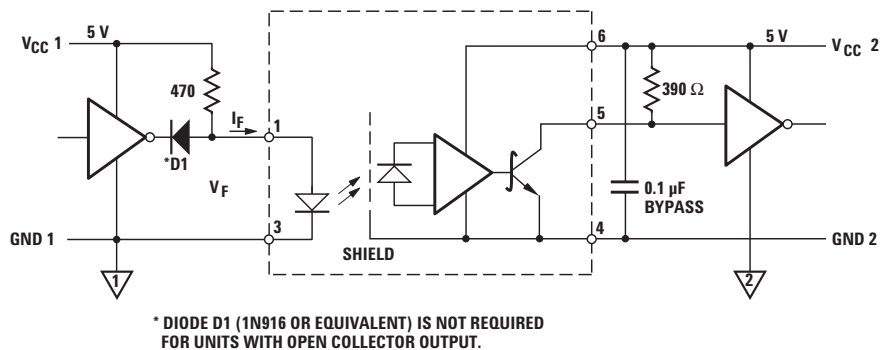 V_CC 1
5 V
470
I_F
1
*D1
V_F
GND 1
3
1
SHIELD
6
5
4
5 V
V_CC 2
390 Ω
0.1 µF
BYPASS
GND 2
2
* DIODE D1 (1N916 OR EQUIVALENT) IS NOT REQUIRED
FOR UNITS WITH OPEN COLLECTOR OUTPUT.